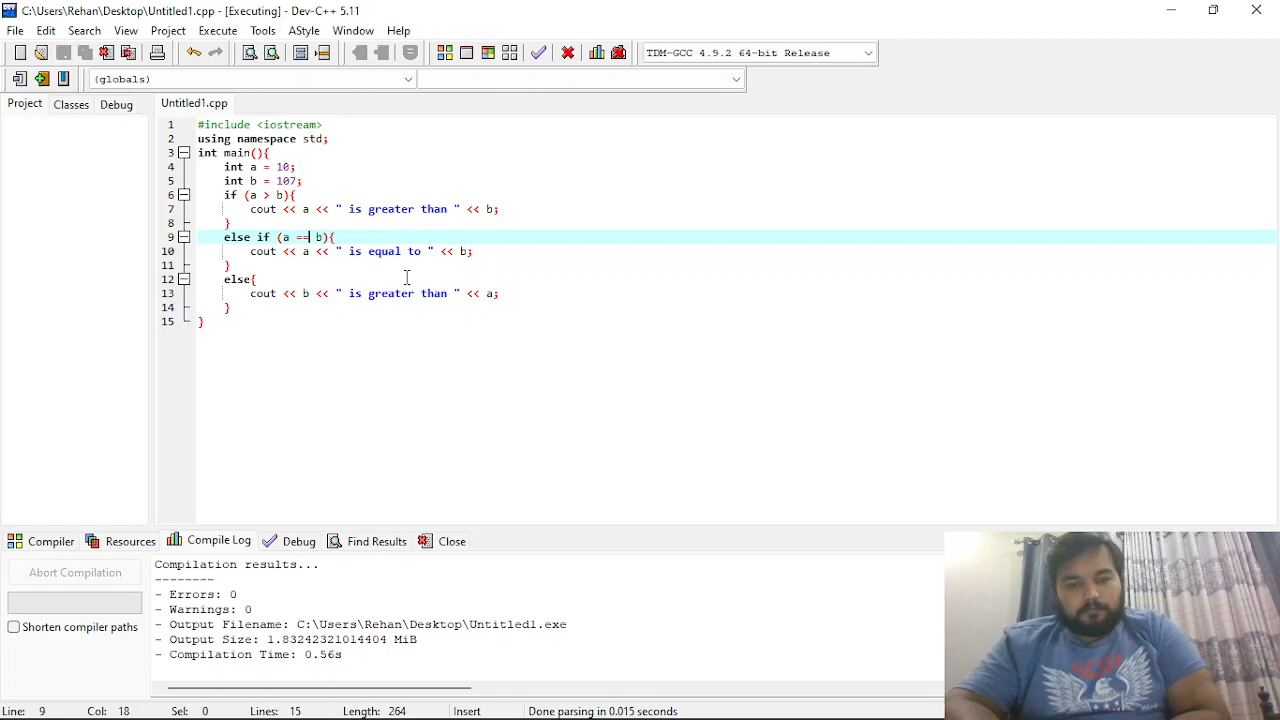 C:\Users\Rehan\Desktop\Untitled1.cpp - [Executing] - Dev-C++ 5.11
File Edit Search View Project Execute Tools AStyle Window Help
TDM-GCC 4.9.2 64-bit Release
(globals)
Project Classes Debug Untitled1.cpp
1 #include <iostream>
2 using namespace std;
3 int main(){
4 int a = 10;
5 int b = 107;
6 if (a > b){
7 cout << a << " is greater than " << b;
8 }
9 else if (a == b){
10 cout << a << " is equal to " << b;
11 }
12 else{
13 cout << b << " is greater than " << a;
14 }
15 }
Compiler Resources Compile Log Debug Find Results Close
Abort Compilation
Shorten compiler paths
Compilation results...
--------
- Errors: 0
- Warnings: 0
- Output Filename: C:\Users\Rehan\Desktop\Untitled1.exe
- Output Size: 1.83242321014404 MiB
- Compilation Time: 0.56s
Line: 9 Col: 18 Sel: 0 Lines: 15 Length: 264 Insert Done parsing in 0.015 seconds